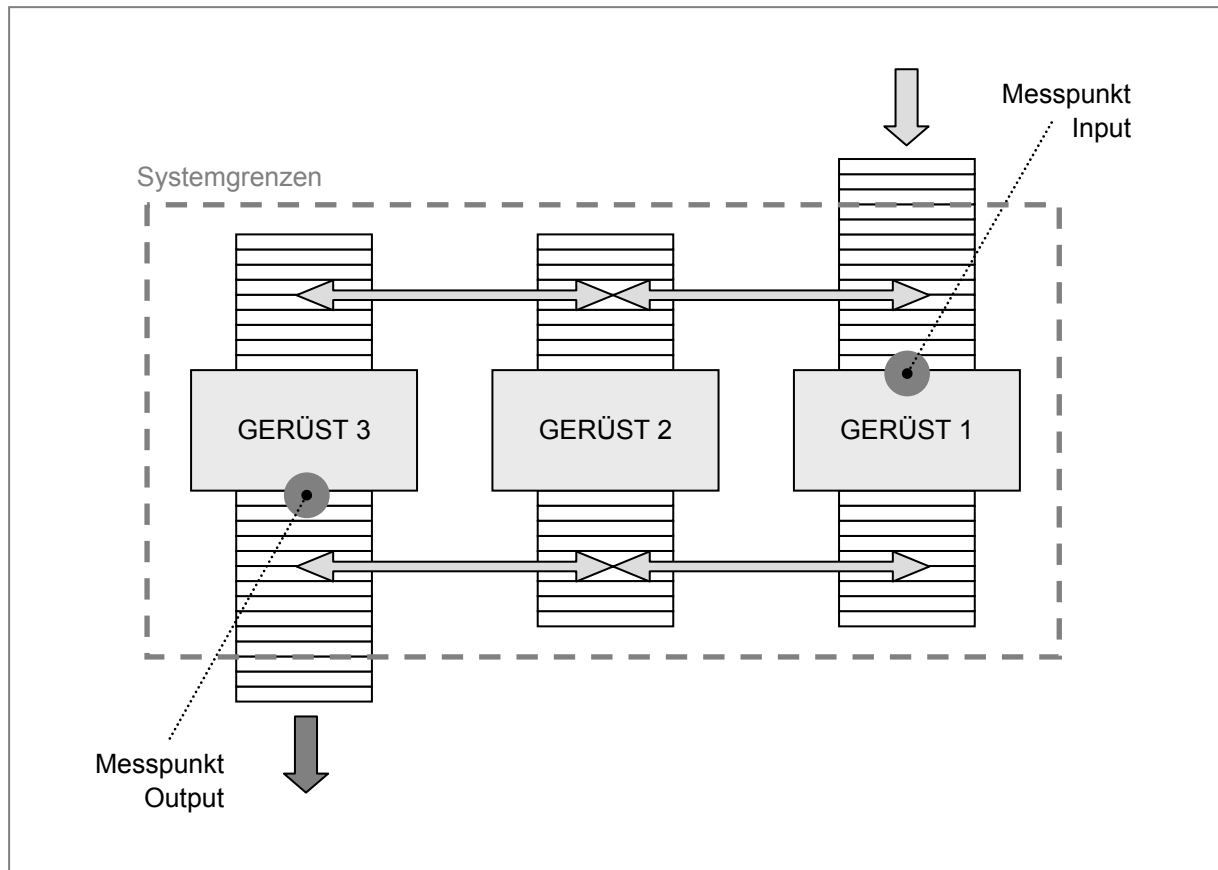 Messpunkt
Input
Systemgrenzen
GERÜST 3
GERÜST 2
GERÜST 1
Messpunkt
Output